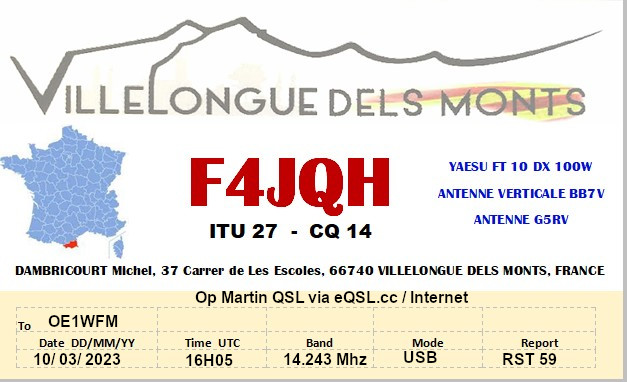 VILLELONGUE DELS MONTS
F4JQH
ITU 27 - CQ 14
YAESU FT 10 DX 100W
ANTENNE VERTICALE BB7V
ANTENNE G5RV
DAMBRICOURT Michel, 37 Carrer de Les Escoles, 66740 VILLELONGUE DELS MONTS, FRANCE
Op Martin QSL via eQSL.cc / Internet
To OE1WFM
Date DD/MM/YY Time UTC Band Mode Report
10/ 03/ 2023 16H05 14.243 Mhz USB RST 59